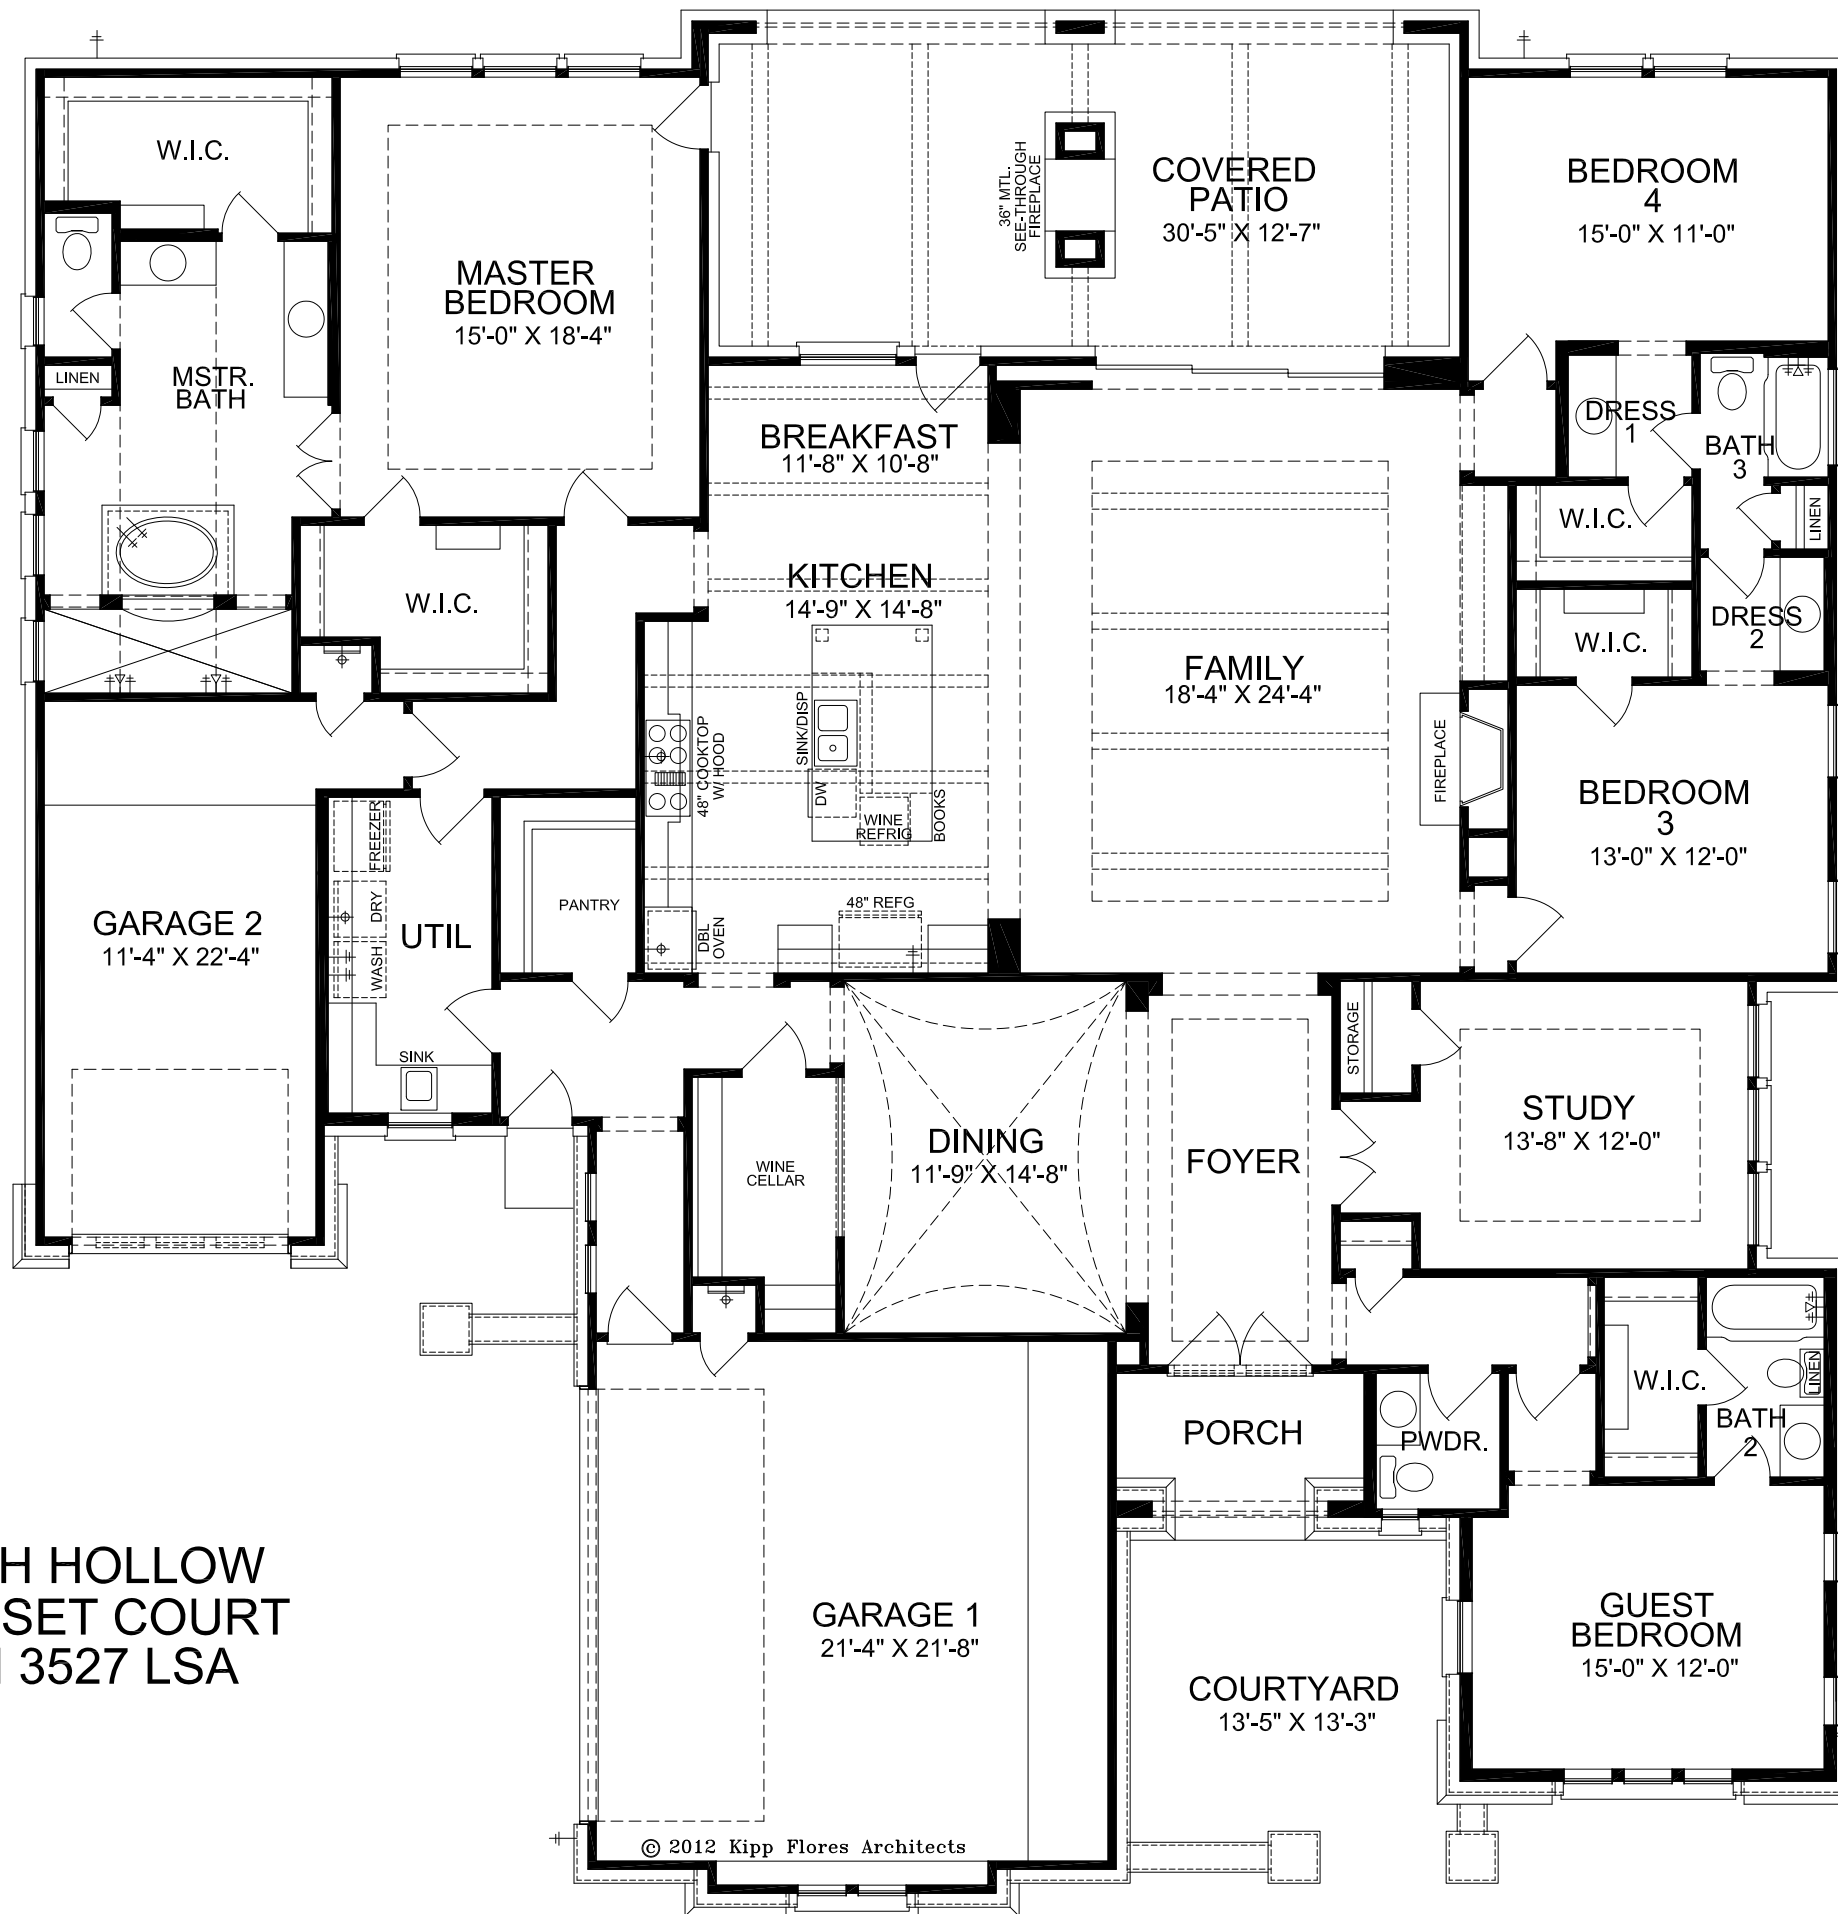 W.I.C.
MASTER
BEDROOM
15'-0" X 18'-4"
36" MTL.
SEE-THROUGH
FIREPLACE
COVERED
PATIO
30'-5" X 12'-7"
BEDROOM
4
15'-0" X 11'-0"
LINEN
MSTR.
BATH
BREAKFAST
11'-8" X 10'-8"
DRESS
1
BATH
3
W.I.C.
LINEN
W.I.C.
KITCHEN
14'-9" X 14'-8"
FAMILY
18'-4" X 24'-4"
W.I.C.
DRESS
2
48" COOKTOP
W/ HOOD
SINK/DISP
DW
WINE
REFRIG
BOOKS
FIREPLACE
BEDROOM
3
13'-0" X 12'-0"
FREEZER
DRY
WASH
UTIL
PANTRY
48" REFG
DBL
OVEN
GARAGE 2
11'-4" X 22'-4"
SINK
STORAGE
STUDY
13'-8" X 12'-0"
WINE
CELLAR
DINING
11'-9" X 14'-8"
FOYER
W.I.C.
LINEN
BATH
2
PORCH
PWDR.
H HOLLOW
SET COURT
3527 LSA
GARAGE 1
21'-4" X 21'-8"
COURTYARD
13'-5" X 13'-3"
GUEST
BEDROOM
15'-0" X 12'-0"
© 2012 Kipp Flores Architects